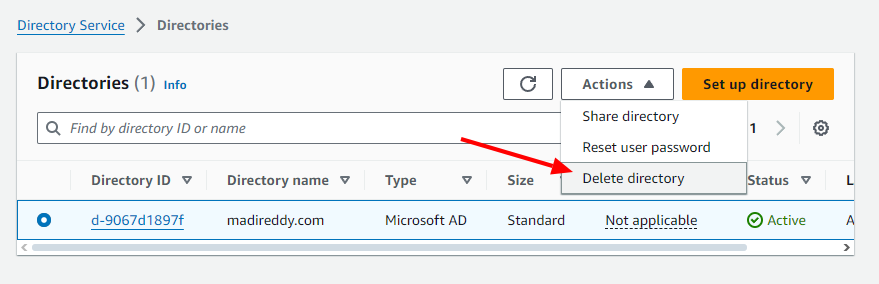 Directory Service > Directories
Directories (1) Info
Actions
Set up directory
Find by directory ID or name
1
Share directory
Reset user password
Delete directory
Directory ID Directory name Type Size Status L
d-9067d1897f madireddy.com Microsoft AD Standard Not applicable Active A